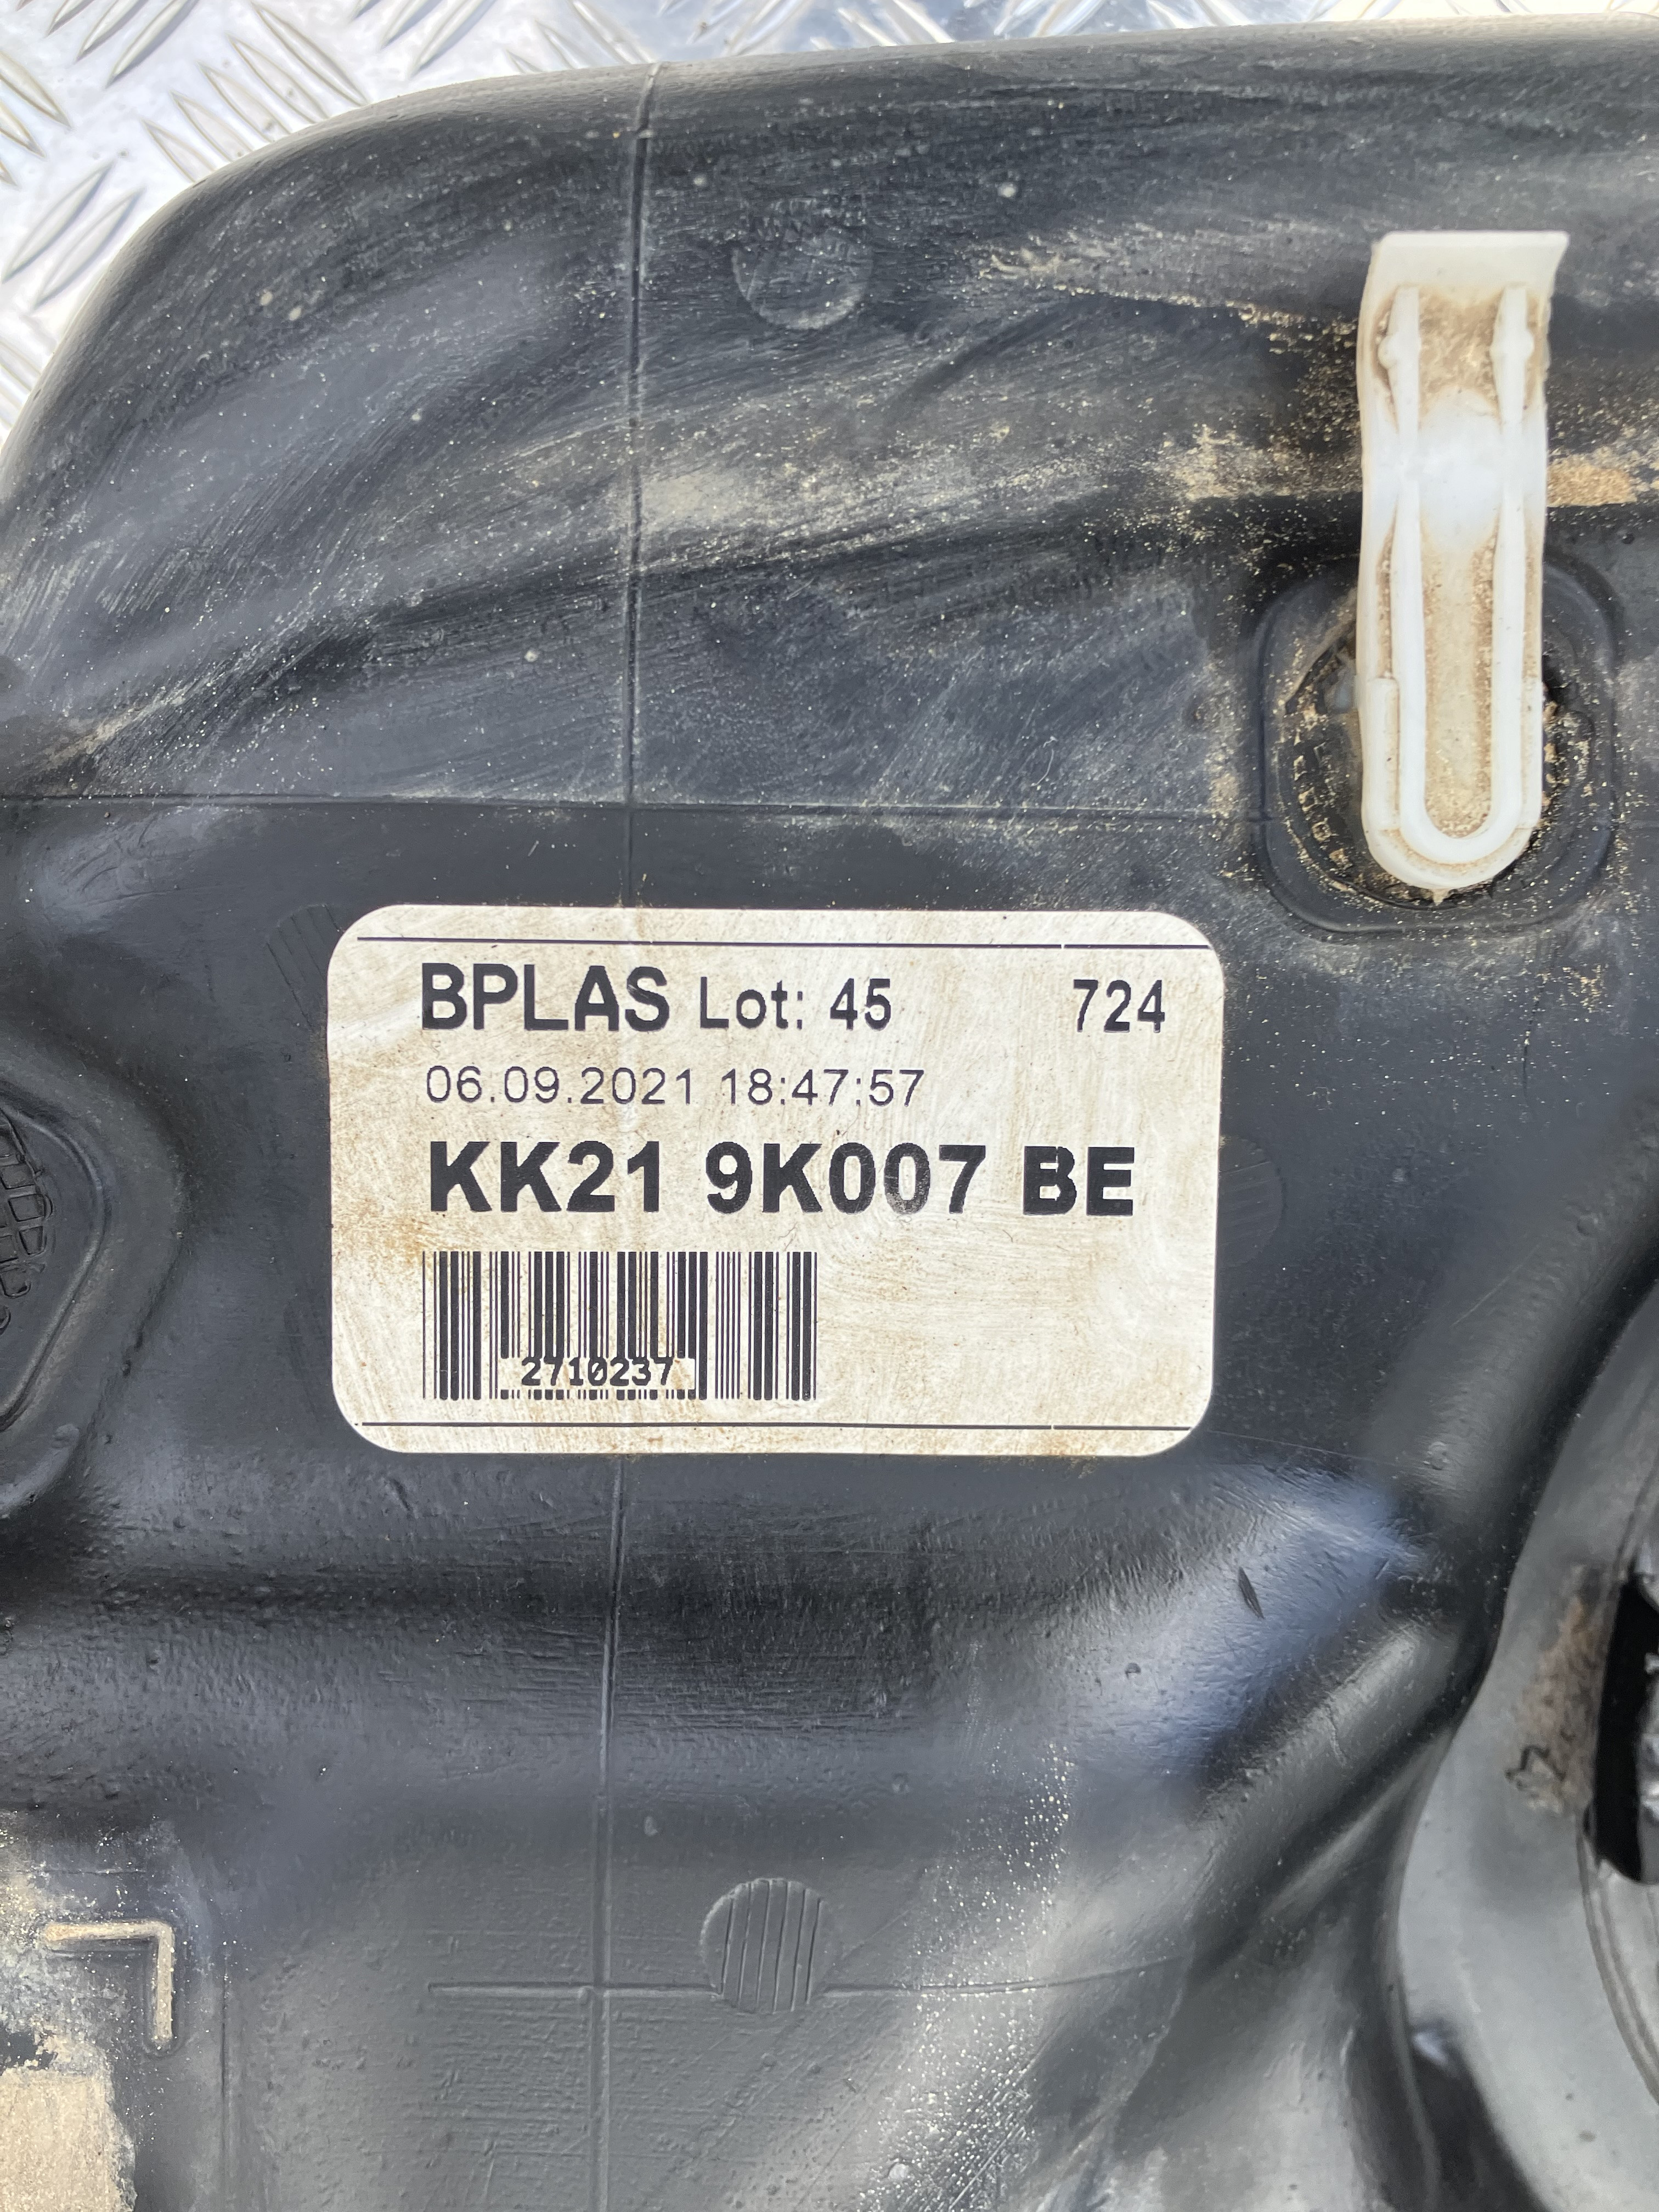 BPLAS Lot: 45 724
06.09.2021 18:47:57
KK21 9K007 BE
2710237